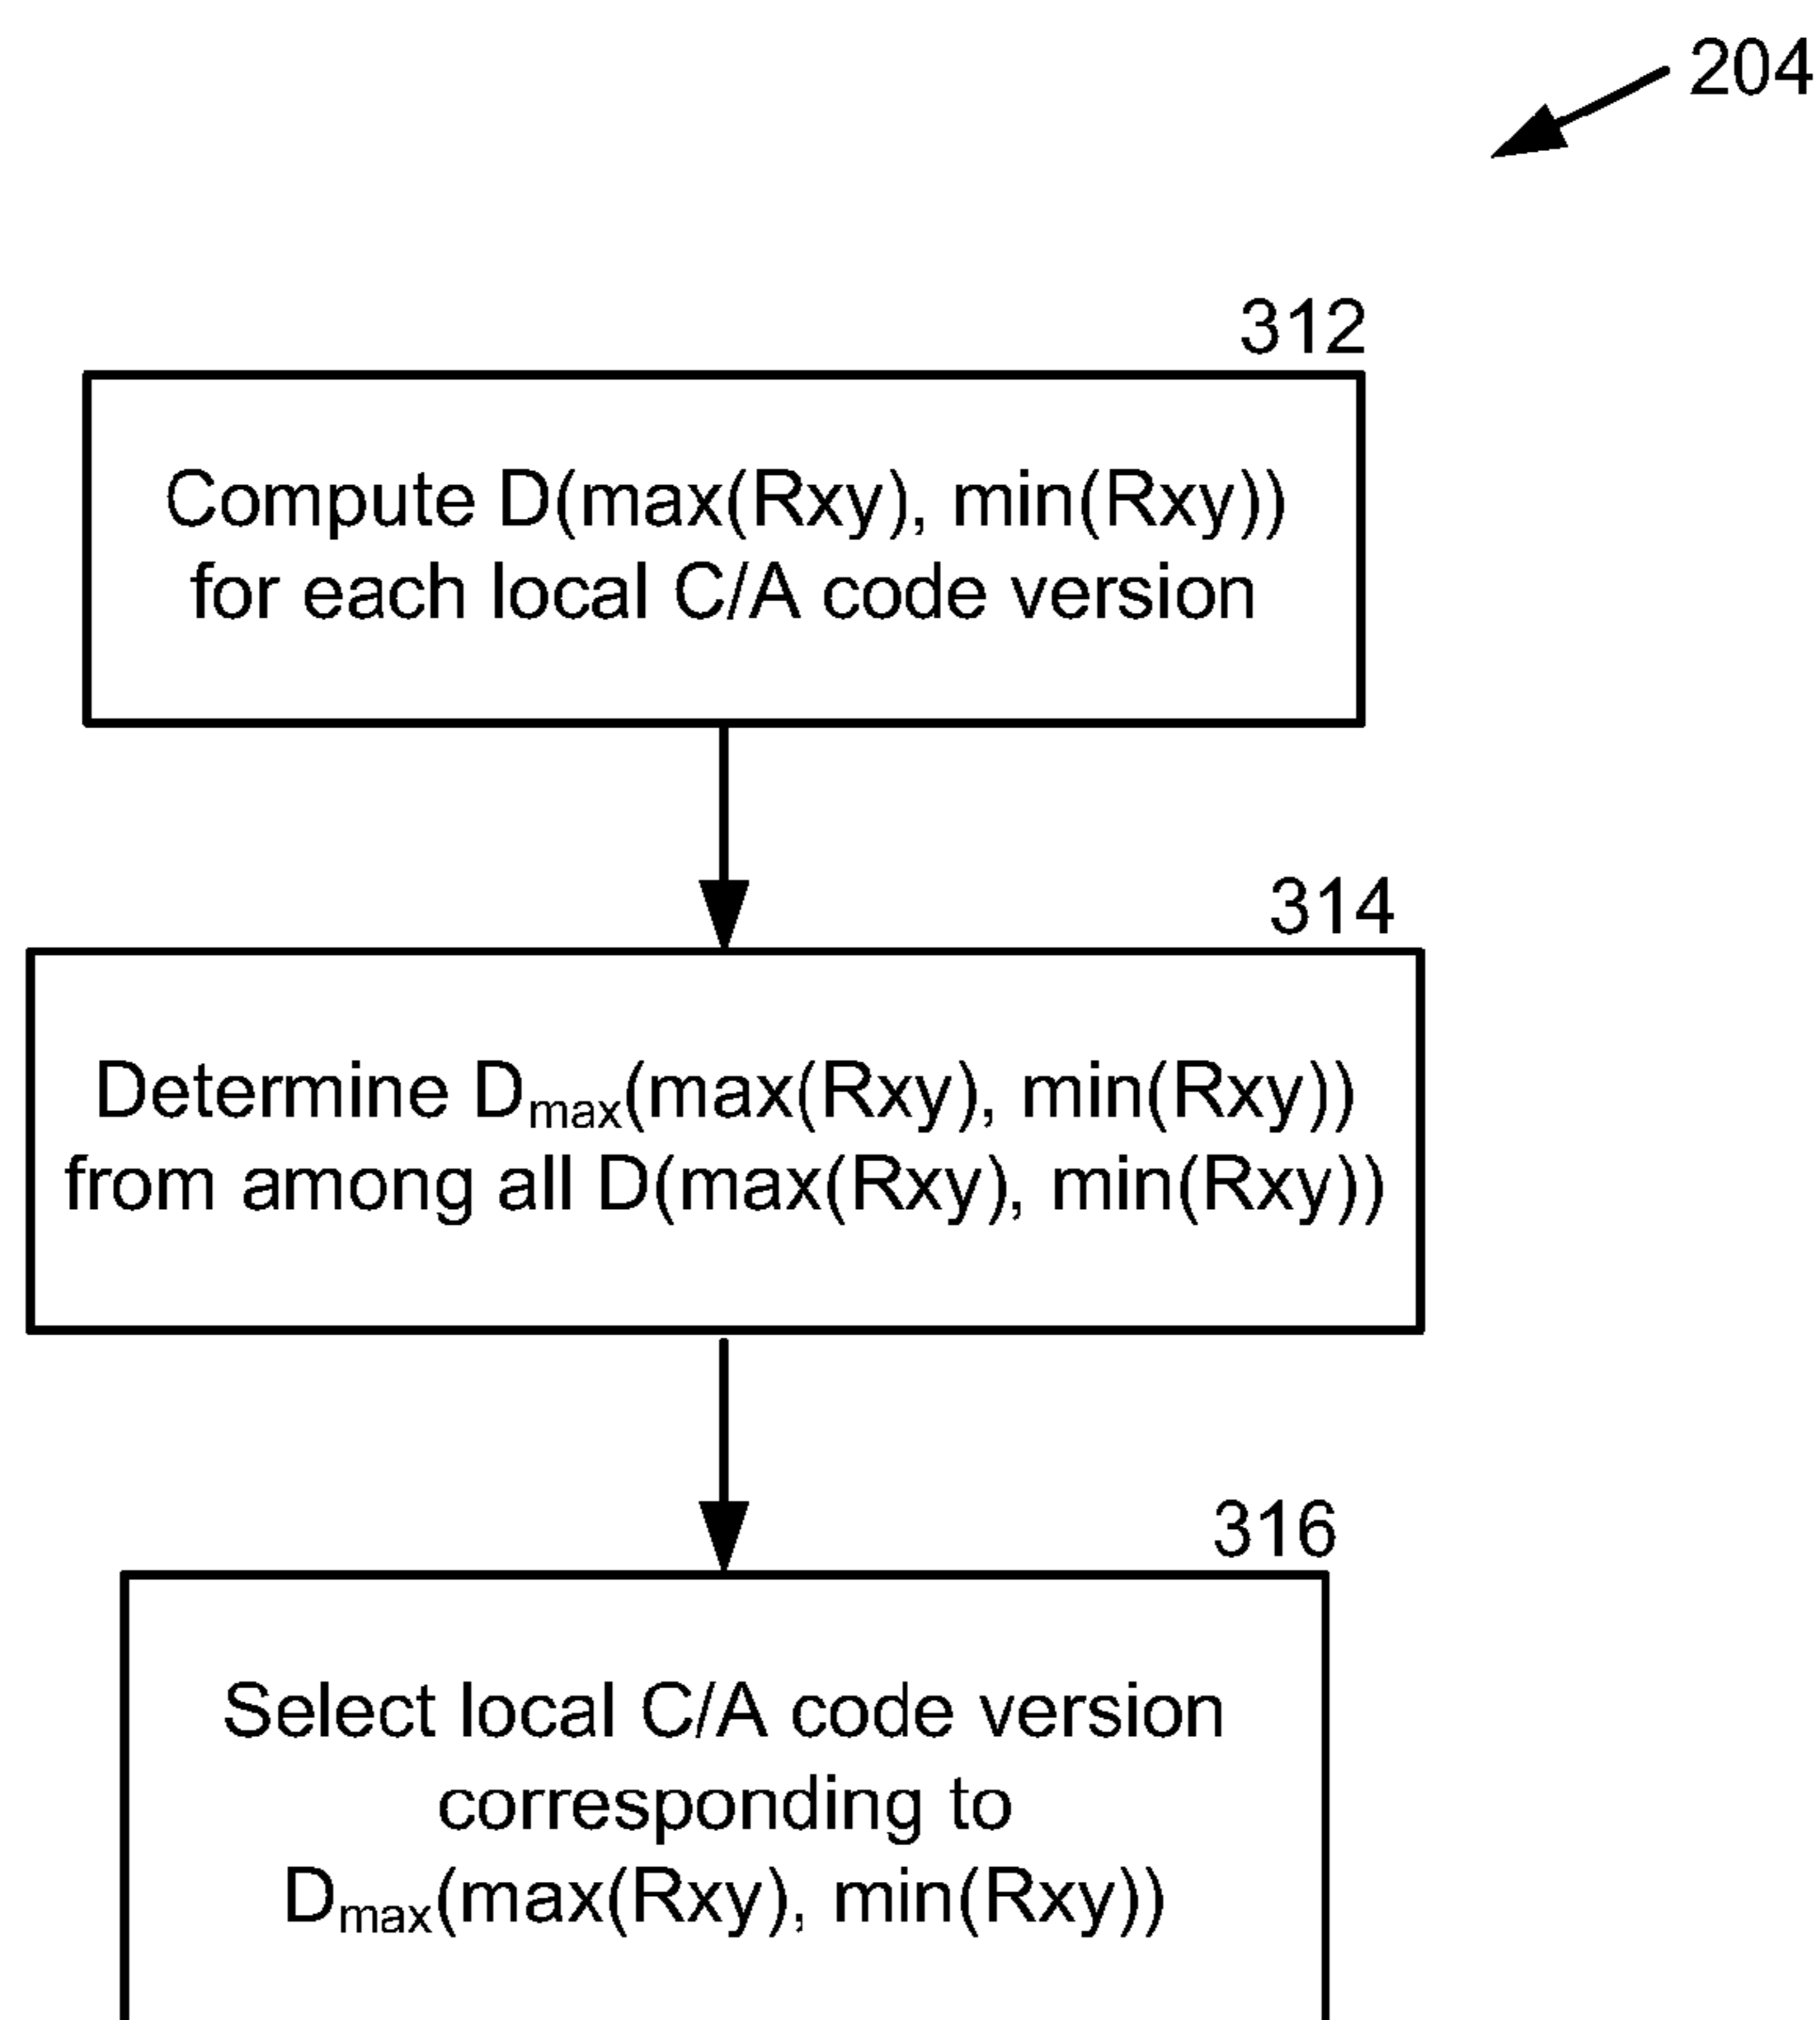 204
312
Compute D(max(Rxy), min(Rxy))
for each local C/A code version
314
Determine Dmax(max(Rxy), min(Rxy))
from among all D(max(Rxy), min(Rxy))
316
Select local C/A code version
corresponding to
Dmax(max(Rxy), min(Rxy))